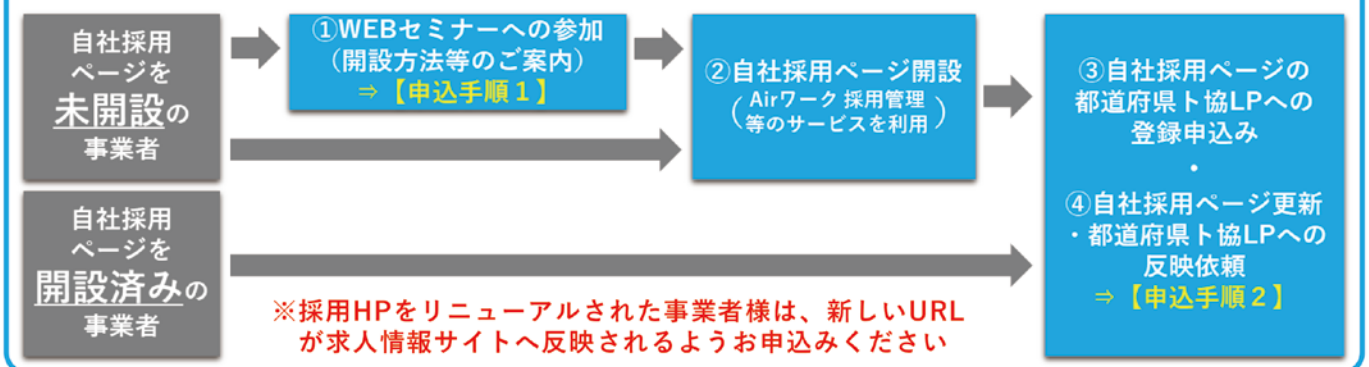 自社採用
ページを
未開設の
事業者
①WEBセミナーへの参加
（開設方法等のご案内）
⇒【申込手順１】
②自社採用ページ開設
（Airワーク 採用管理
等のサービスを利用）
③自社採用ページの
都道府県ト協LPへの
登録申込み
・
④自社採用ページ更新
・都道府県ト協LPへの
反映依頼
⇒【申込手順２】
自社採用
ページを
開設済みの
事業者
※採用HPをリニューアルされた事業者様は、新しいURL
が求人情報サイトへ反映されるようお申込みください